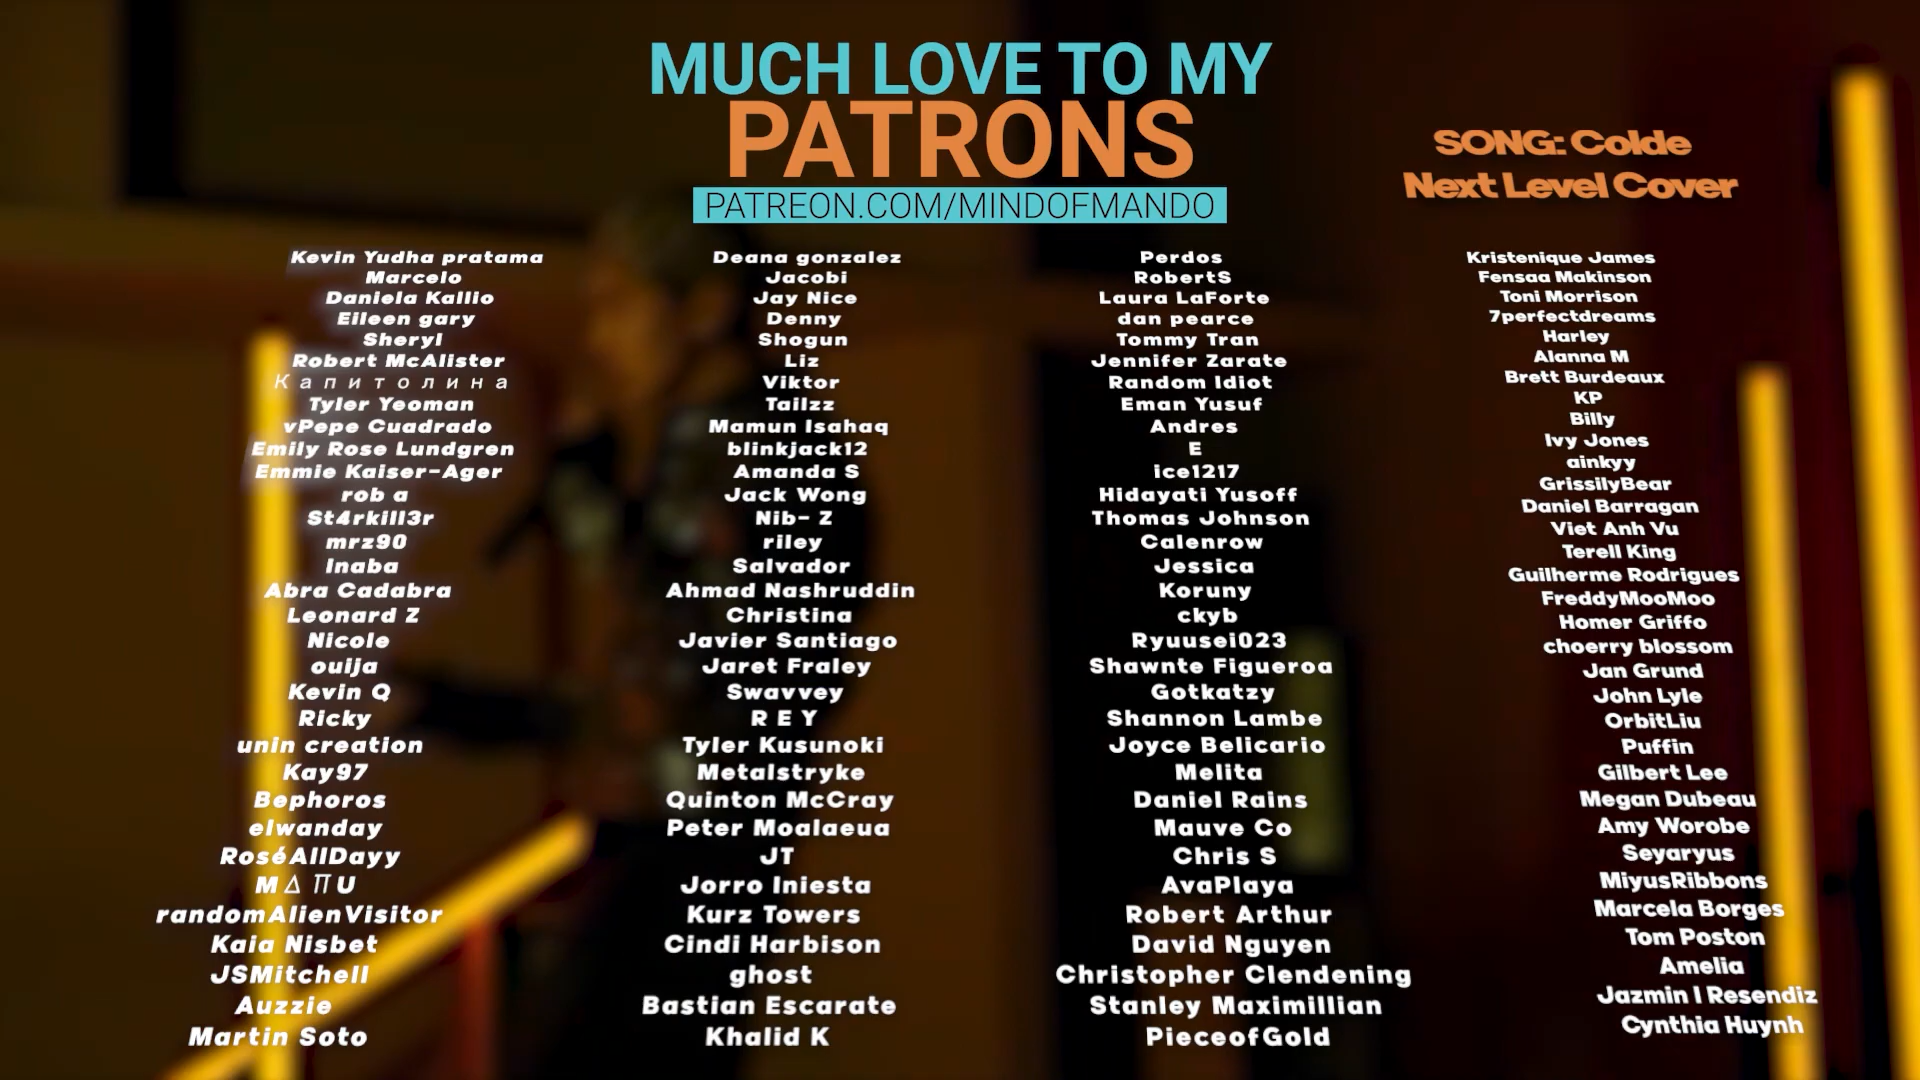 MUCH LOVE TO MY
PATRONS
PATREON.COM/MINDOFMANDO
SONG: Colde
Next Level Cover
Kevin Yudha pratama
Marcelo
Daniela Kallio
Eileen gary
Sheryl
Robert McAlister
Капитолина
Tyler Yeoman
vPepe Cuadrado
Emily Rose Lundgren
Emmie Kaiser-Ager
rob a
St4rkill3r
mrz90
Inaba
Abra Cadabra
Leonard Z
Nicole
ouija
Kevin Q
Ricky
unin creation
Kay97
Bephoros
elwanday
RoséAllDayy
M Δ ∏ U
randomAlienVisitor
Kaia Nisbet
JSMitchell
Auzzie
Martin Soto
Deana gonzalez
Jacobi
Jay Nice
Denny
Shogun
Liz
Viktor
Tailzz
Mamun Isahaq
blinkjack12
Amanda S
Jack Wong
Nib- Z
riley
Salvador
Ahmad Nashruddin
Christina
Javier Santiago
Jaret Fraley
Swavvey
R E Y
Tyler Kusunoki
Metalstryke
Quinton McCray
Peter Moalaeua
JT
Jorro Iniesta
Kurz Towers
Cindi Harbison
ghost
Bastian Escarate
Khalid K
Perdos
RobertS
Laura LaForte
dan pearce
Tommy Tran
Jennifer Zarate
Random Idiot
Eman Yusuf
Andres
E
ice1217
Hidayati Yusoff
Thomas Johnson
Calenrow
Jessica
Koruny
ckyb
Ryuusei023
Shawnte Figueroa
Gotkatzy
Shannon Lambe
Joyce Belicario
Melita
Daniel Rains
Mauve Co
Chris S
AvaPlaya
Robert Arthur
David Nguyen
Christopher Clendening
Stanley Maximillian
PieceofGold
Kristenique James
Fensaa Makinson
Toni Morrison
7perfectdreams
Harley
Alanna M
Brett Burdeaux
KP
Billy
Ivy Jones
ainkyy
GrissilyBear
Daniel Barragan
Viet Anh Vu
Terell King
Guilherme Rodrigues
FreddyMooMoo
Homer Griffo
choerry blossom
Jan Grund
John Lyle
OrbitLiu
Puffin
Gilbert Lee
Megan Dubeau
Amy Worobe
Seyaryus
MiyusRibbons
Marcela Borges
Tom Poston
Amelia
Jazmin I Resendiz
Cynthia Huynh